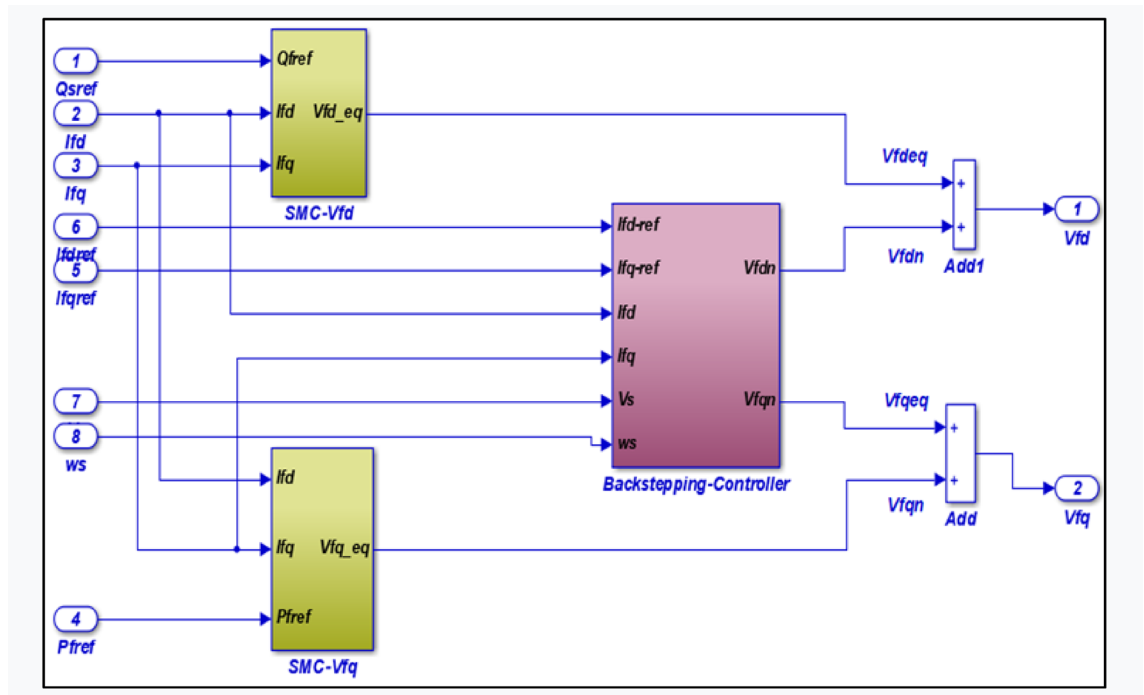 1
Qsref
2
Ifd
3
Ifq
6
Ifdref
5
Ifqref
7
8
ws
4
Pfref
Qfref
Ifd
Vfd_eq
Ifq
SMC-Vfd
Ifd-ref
Ifq-ref
Vfdn
Ifd
Ifq
Vs
Vfqn
ws
Backstepping-Controller
Ifd
Ifq
Vfq_eq
Pfref
SMC-Vfq
Vfdeq
+
+
Vfdn
Add1
1
Vfd
Vfqeq
+
+
Vfqn
Add
2
Vfq